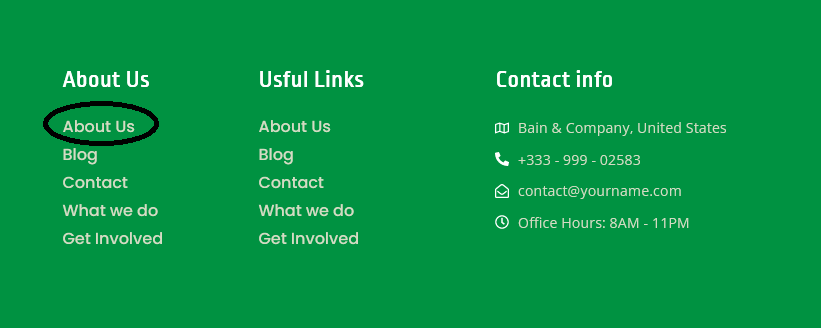 About Us
About Us
Blog
Contact
What we do
Get Involved
Usful Links
About Us
Blog
Contact
What we do
Get Involved
Contact info
Bain & Company, United States
+333 - 999 - 02583
contact@yourname.com
Office Hours: 8AM - 11PM